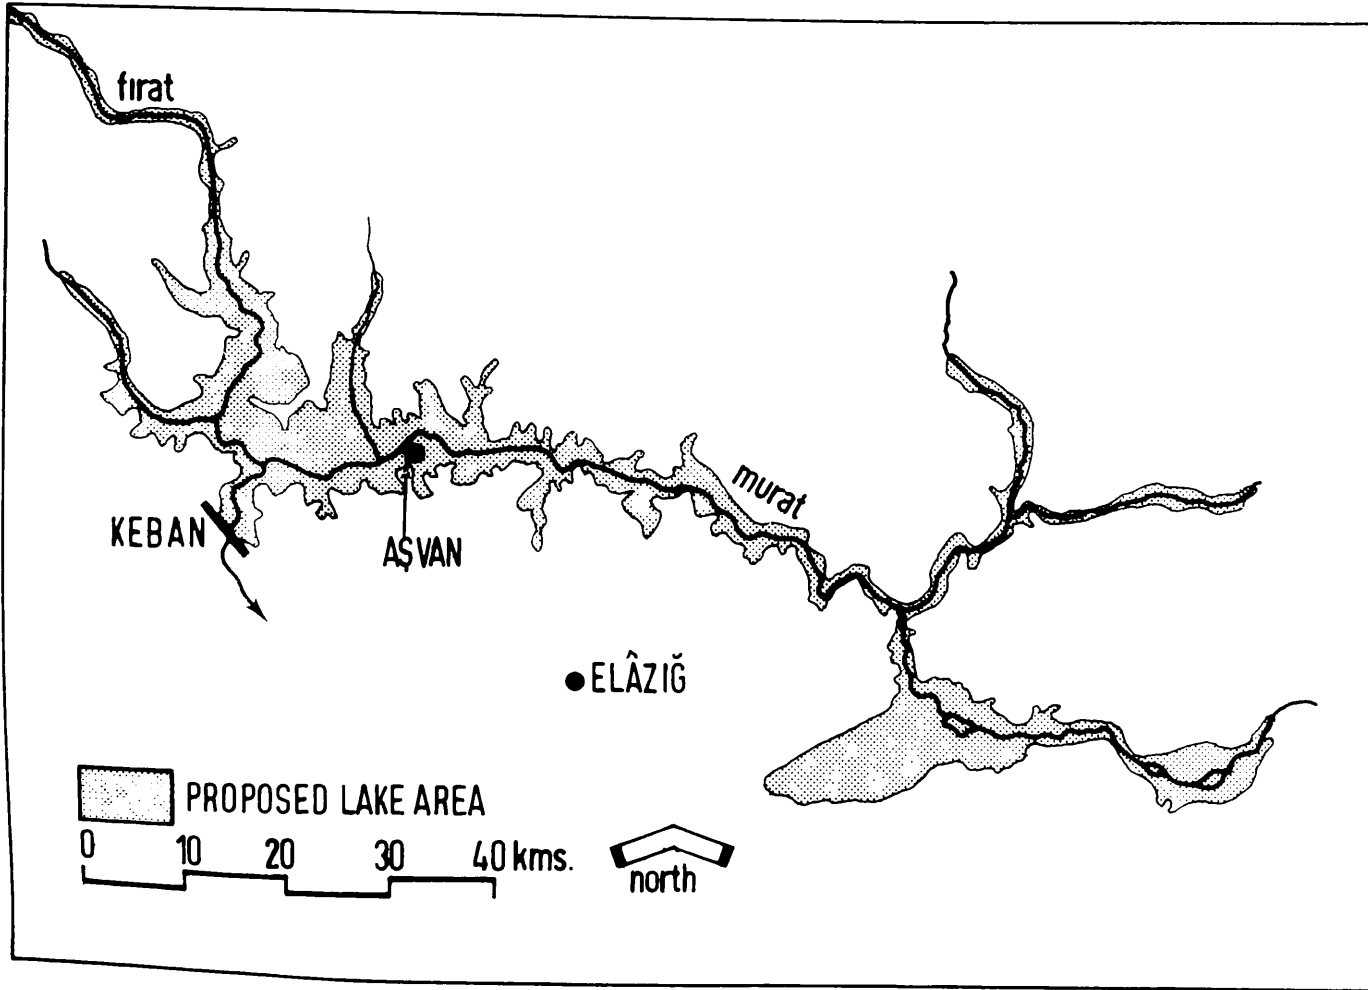 fırat
murat
KEBAN
AŞVAN
ELÂZIĞ
PROPOSED LAKE AREA
0 10 20 30 40 kms.
north